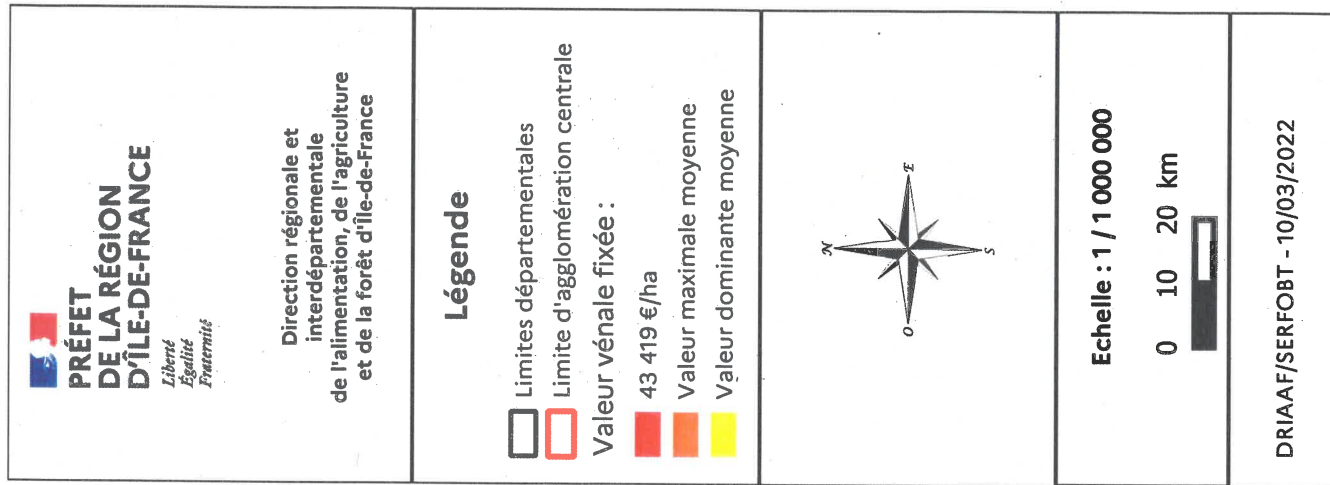 PRÉFET
DE LA RÉGION
D'ÎLE-DE-FRANCE
Liberté
Égalité
Fraternité
Direction régionale et
interdépartementale
de l'alimentation, de l'agriculture
et de la forêt d'Île-de-France
Légende
Limites départementales
Limite d'agglomération centrale
Valeur vénale fixée :
43 419 €/ha
Valeur maximale moyenne
Valeur dominante moyenne
N
O
E
S
Echelle : 1 / 1 000 000
0 10 20 km
DRIAAF/SERFOBT - 10/03/2022